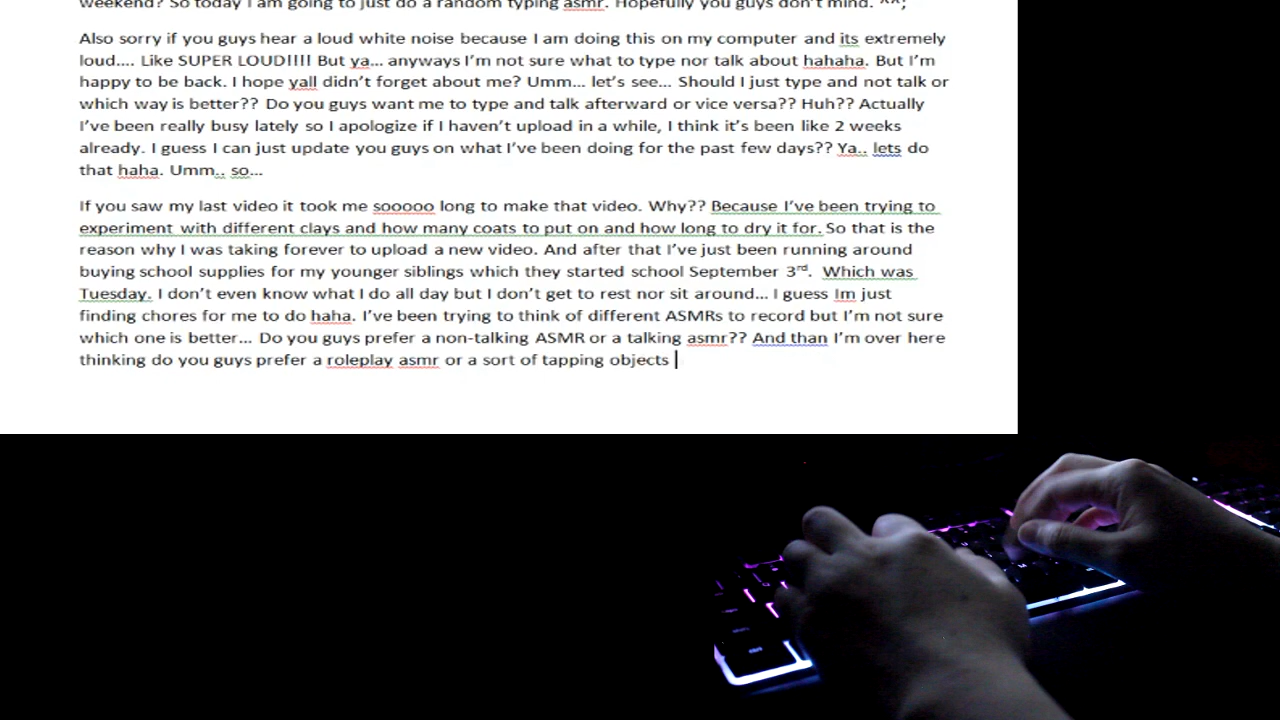 weekend? So today I am going to just do a random typing asmr. Hopefully you guys don't mind. ^^;
Also sorry if you guys hear a loud white noise because I am doing this on my computer and its extremely
loud.... Like SUPER LOUD!!!! But ya... anyways I'm not sure what to type nor talk about hahaha. But I'm
happy to be back. I hope yall didn't forget about me? Umm... let's see... Should I just type and not talk or
which way is better?? Do you guys want me to type and talk afterward or vice versa?? Huh?? Actually
I've been really busy lately so I apologize if I haven't upload in a while, I think it's been like 2 weeks
already. I guess I can just update you guys on what I've been doing for the past few days?? Ya.. lets do
that haha. Umm.. so...
If you saw my last video it took me sooooo long to make that video. Why?? Because I've been trying to
experiment with different clays and how many coats to put on and how long to dry it for. So that is the
reason why I was taking forever to upload a new video. And after that I've just been running around
buying school supplies for my younger siblings which they started school September 3rd. Which was
Tuesday. I don't even know what I do all day but I don't get to rest nor sit around... I guess Im just
finding chores for me to do haha. I've been trying to think of different ASMRs to record but I'm not sure
which one is better... Do you guys prefer a non-talking ASMR or a talking asmr?? And than I'm over here
thinking do you guys prefer a roleplay asmr or a sort of tapping objects